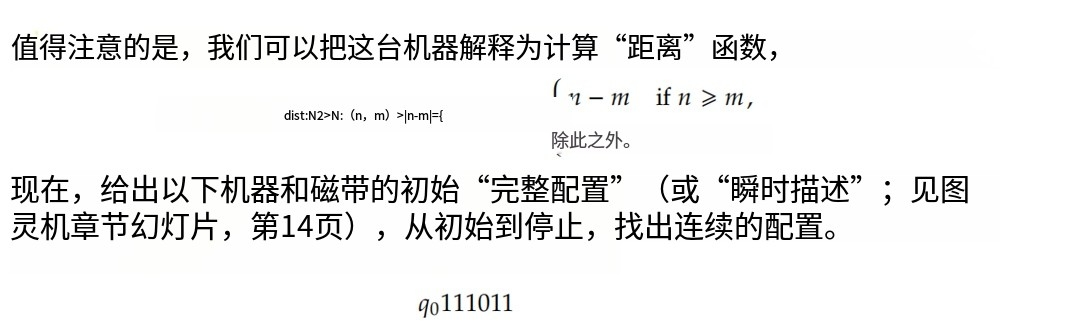 值得注意的是，我们可以把这台机器解释为计算“距离”函数，
n − m if n ⩾ m,
dist:N2>N:（n，m）>|n-m|={
除此之外。
现在，给出以下机器和磁带的初始“完整配置”（或“瞬时描述”；见图
灵机章节幻灯片，第14页），从初始到停止，找出连续的配置。
q₀111011